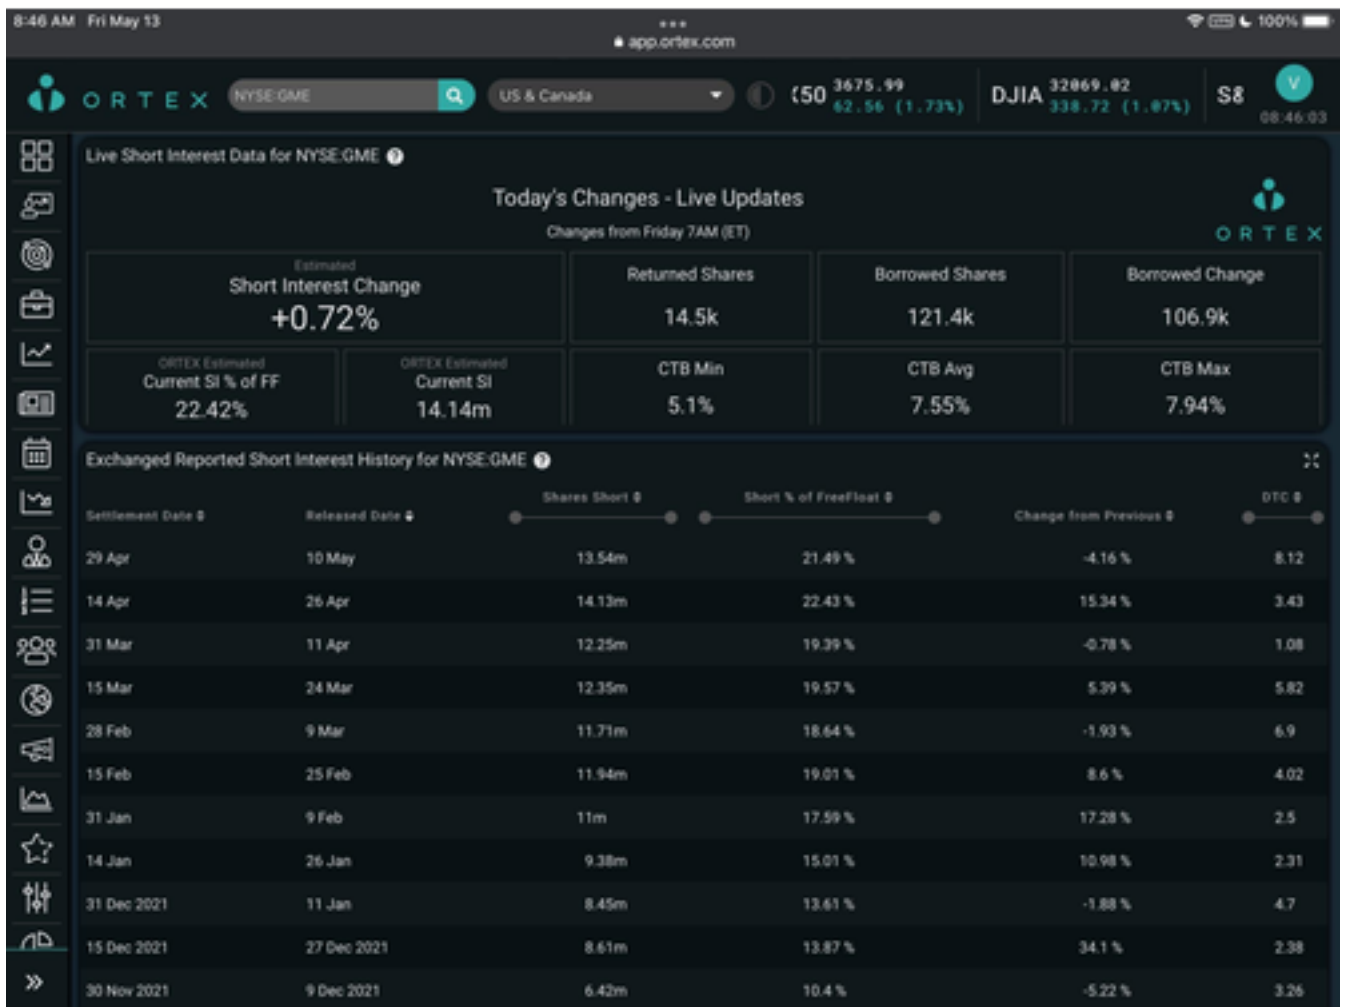 8:46 AM Fri May 13
100%
app.ortex.com
ORTEX NYSE:GME US & Canada 3675.99 62.56 (1.73%) DJIA 32069.02 338.72 (1.07%) V 08:46:03
Live Short Interest Data for NYSE:GME ?
Today's Changes - Live Updates
Changes from Friday 7AM (ET)
ORTEX
Estimated
Short Interest Change
+0.72%
Returned Shares
14.5k
Borrowed Shares
121.4k
Borrowed Change
106.9k
ORTEX Estimated
Current SI % of FF
22.42%
ORTEX Estimated
Current SI
14.14m
CTB Min
5.1%
CTB Avg
7.55%
CTB Max
7.94%
Exchanged Reported Short Interest History for NYSE:GME ?
Settlement Date Released Date Shares Short Short % of FreeFloat Change from Previous DTC
29 Apr 10 May 13.54m 21.49 % -4.16 % 8.12
14 Apr 26 Apr 14.13m 22.43 % 15.34 % 3.43
31 Mar 11 Apr 12.25m 19.39 % -0.78 % 1.08
15 Mar 24 Mar 12.35m 19.57 % 5.39 % 5.82
28 Feb 9 Mar 11.71m 18.64 % -1.93 % 6.9
15 Feb 25 Feb 11.94m 19.01 % 8.6 % 4.02
31 Jan 9 Feb 11m 17.59 % 17.28 % 2.5
14 Jan 26 Jan 9.38m 15.01 % 10.98 % 2.31
31 Dec 2021 11 Jan 8.45m 13.61 % -1.88 % 4.7
15 Dec 2021 27 Dec 2021 8.61m 13.87 % 34.1 % 2.38
30 Nov 2021 9 Dec 2021 6.42m 10.4 % -5.22 % 3.26